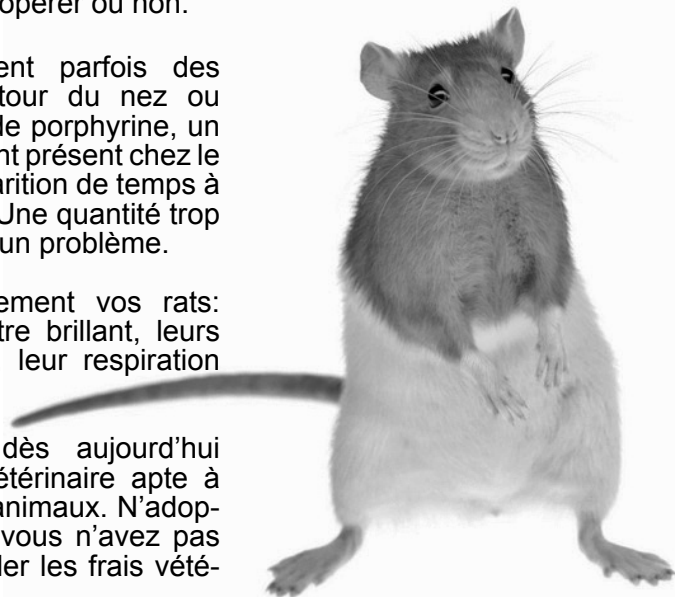 opérer ou non.
ent parfois des
tour du nez ou
de porphyrine, un
nt présent chez le
arition de temps à
Une quantité trop
un problème.
ement vos rats:
tre brillant, leurs
leur respiration
dès aujourd’hui
étérinaire apte à
animaux. N’adop-
vous n’avez pas
ler les frais vété-